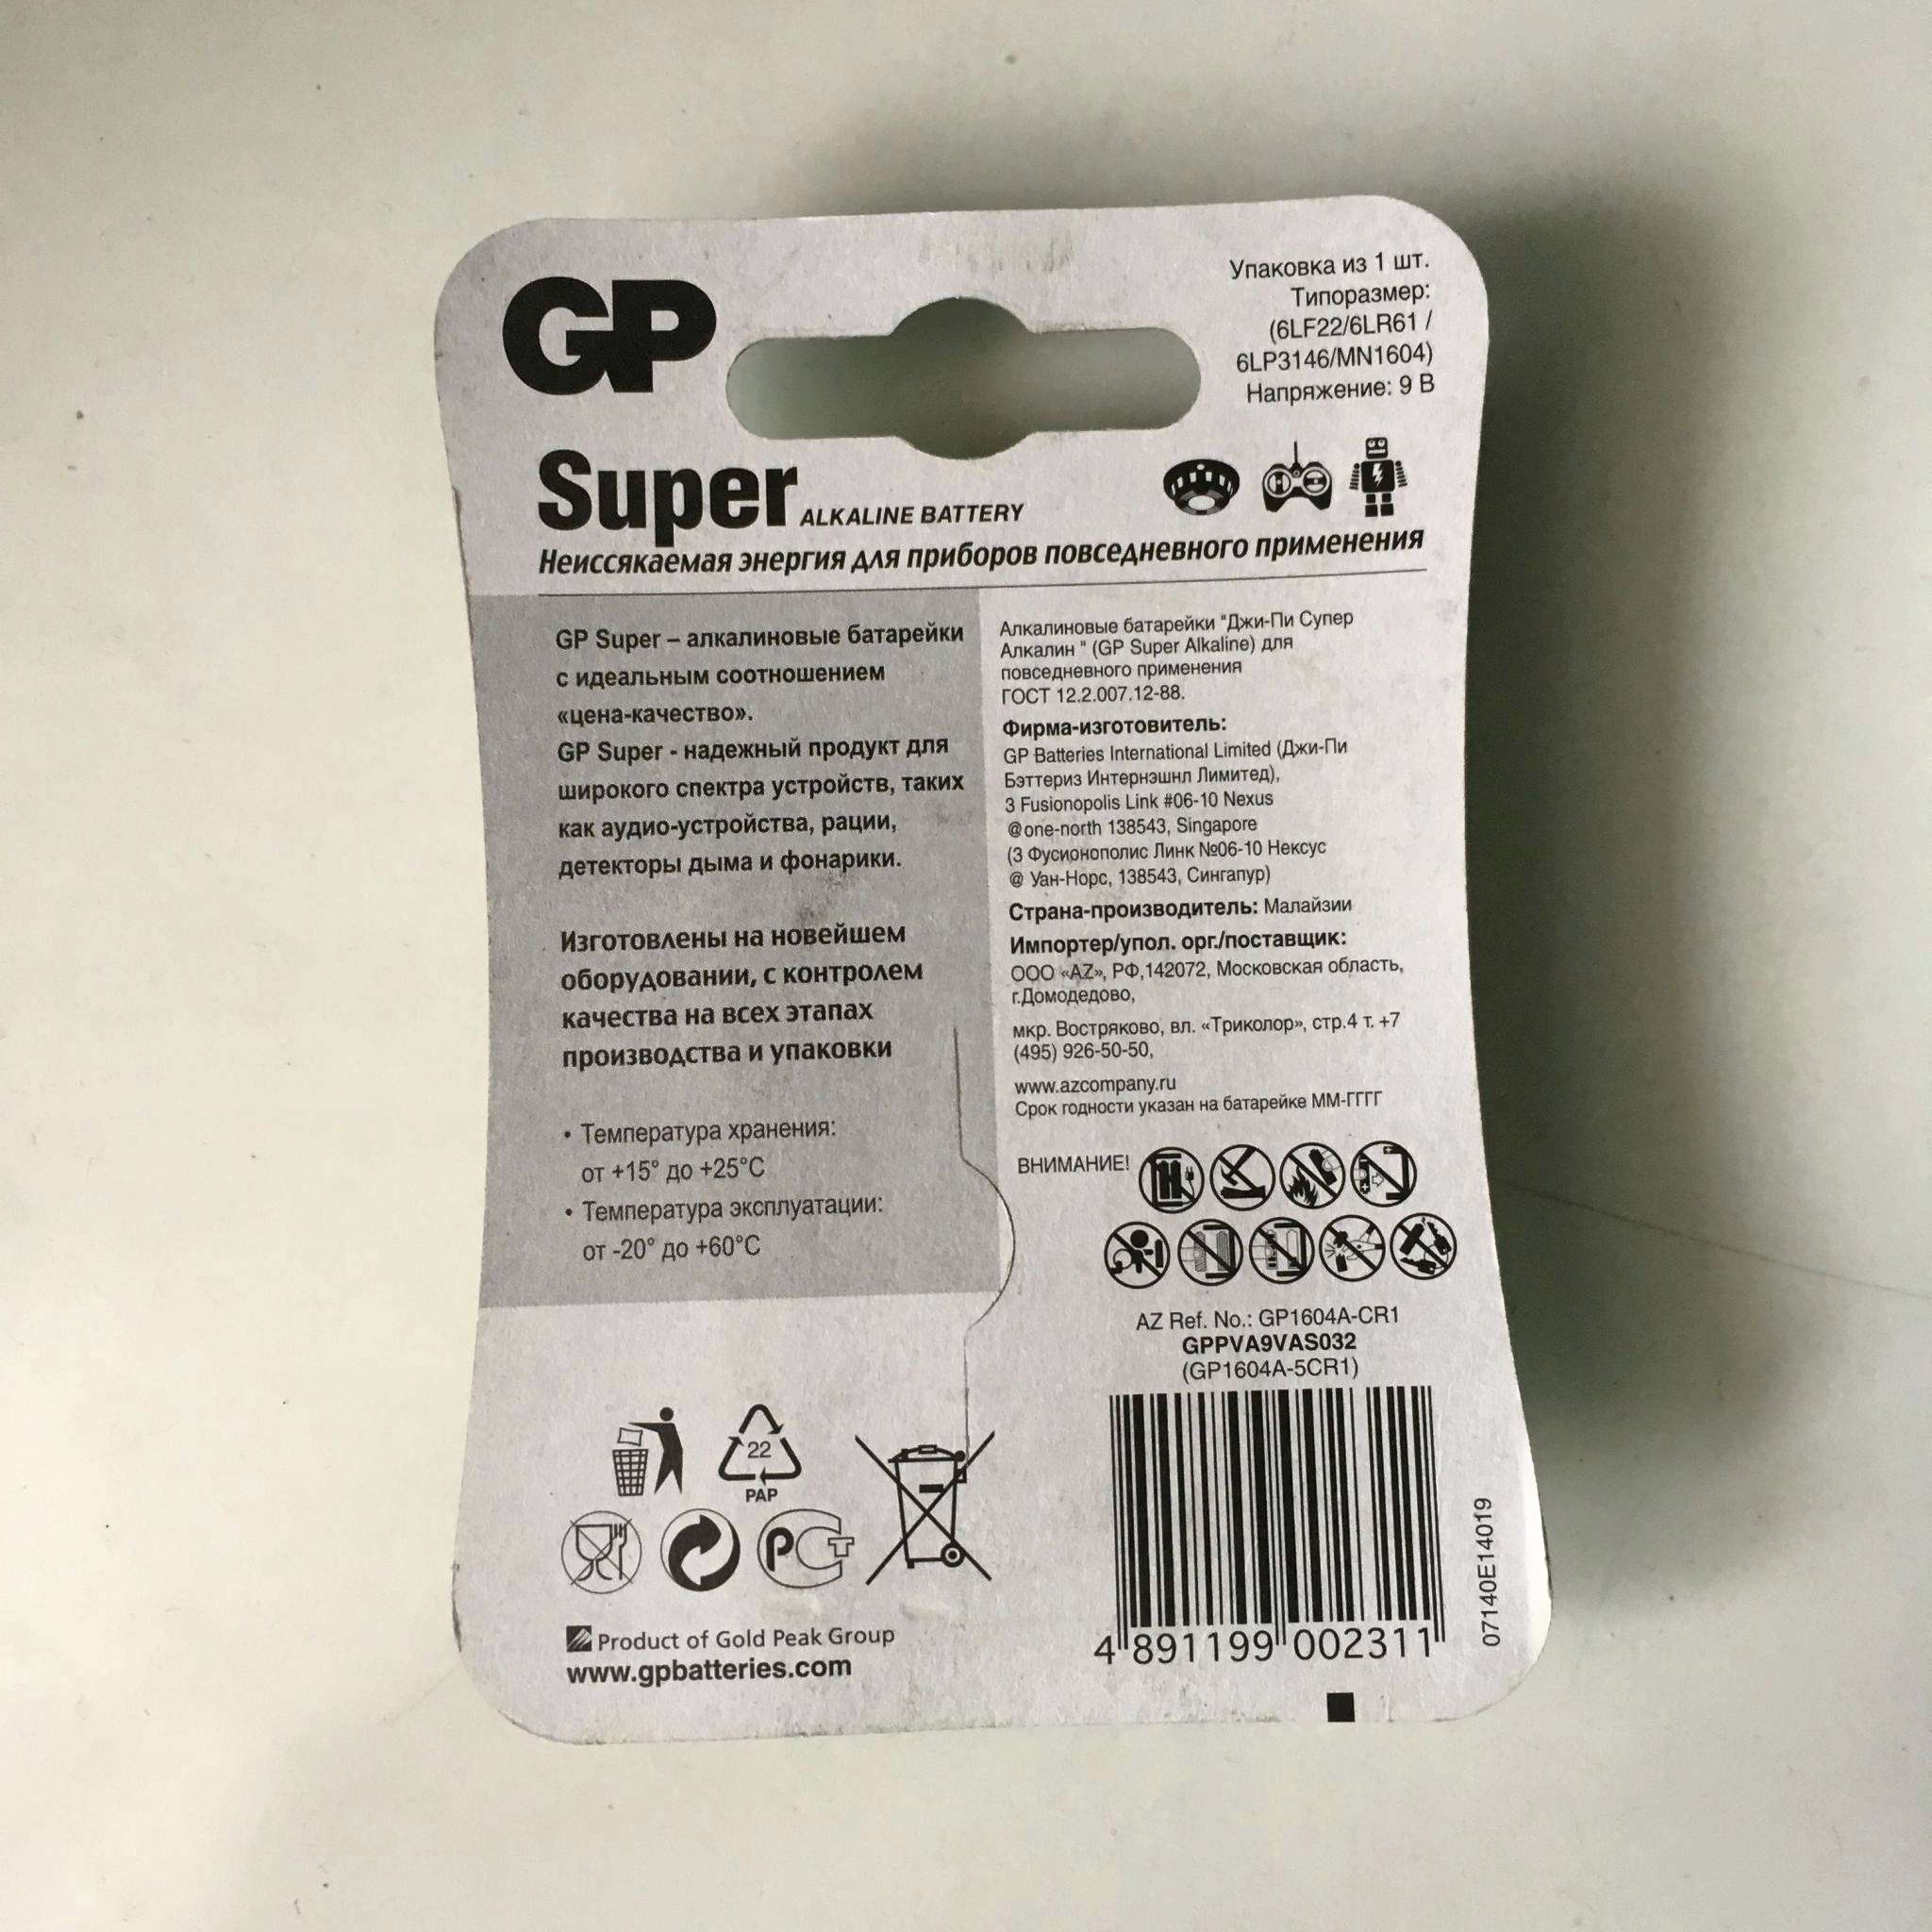 GP
Упаковка из 1 шт.
Типоразмер:
(6LF22/6LR61 /
6LP3146/MN1604)
Напряжение: 9 В
Super ALKALINE BATTERY
Неиссякаемая энергия для приборов повседневного применения
GP Super – алкалиновые батарейки
с идеальным соотношением
«цена-качество».
GP Super - надежный продукт для
широкого спектра устройств, таких
как аудио-устройства, рации,
детекторы дыма и фонарики.
Изготовлены на новейшем
оборудовании, с контролем
качества на всех этапах
производства и упаковки
• Температура хранения:
от +15° до +25°C
• Температура эксплуатации:
от -20° до +60°C
Алкалиновые батарейки "Джи-Пи Супер
Алкалин " (GP Super Alkaline) для
повседневного применения
ГОСТ 12.2.007.12-88.
Фирма-изготовитель:
GP Batteries International Limited (Джи-Пи
Бэттериз Интернэшнл Лимитед),
3 Fusionopolis Link #06-10 Nexus
@one-north 138543, Singapore
(3 Фусионополис Линк №06-10 Нексус
@ Уан-Норс, 138543, Сингапур)
Страна-производитель: Малайзии
Импортер/упол. орг./поставщик:
ООО «AZ», РФ,142072, Московская область,
г.Домодедово,
мкр. Востряково, вл. «Триколор», стр.4 т. +7
(495) 926-50-50,
www.azcompany.ru
Срок годности указан на батарейке ММ-ГГГГ
ВНИМАНИЕ!
AZ Ref. No.: GP1604A-CR1
GPPVA9VAS032
(GP1604A-5CR1)
4 891199 002311
07140E14019
22
PAP
РСТ
Product of Gold Peak Group
www.gpbatteries.com